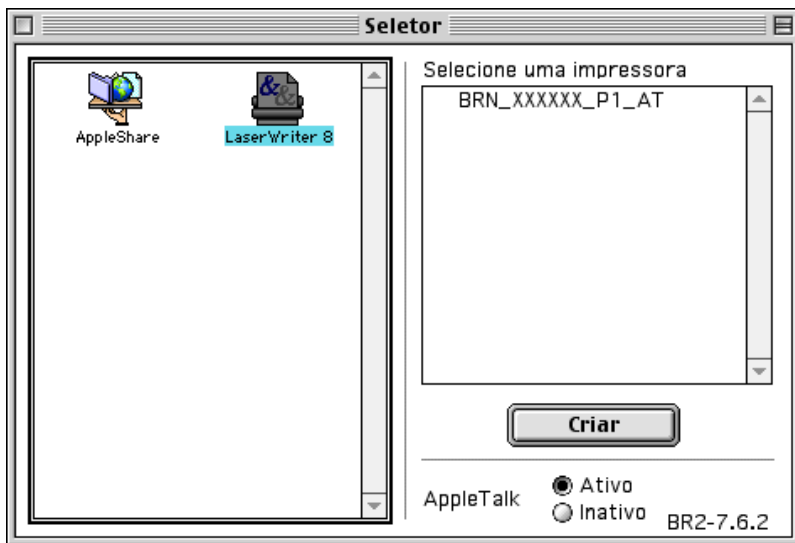 Seletor
AppleShare
LaserWriter 8
Selecione uma impressora
BRN_XXXXXX_P1_AT
Criar
AppleTalk
Ativo
Inativo
BR2-7.6.2